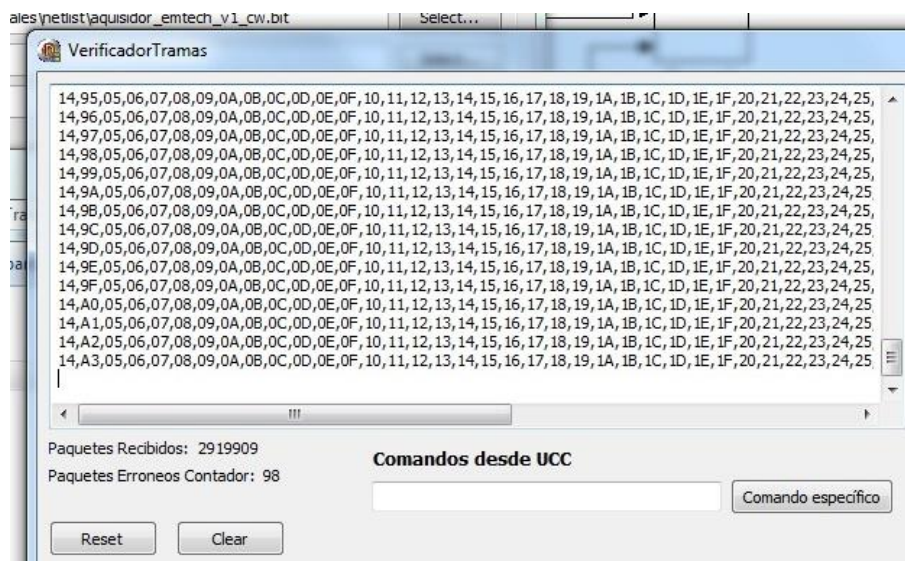 ales\netlist\aquisidor_emtech_v1_cw.bit Select...
VerificadorTramas
14,95,05,06,07,08,09,0A,0B,0C,0D,0E,0F,10,11,12,13,14,15,16,17,18,19,1A,1B,1C,1D,1E,1F,20,21,22,23,24,25,
14,96,05,06,07,08,09,0A,0B,0C,0D,0E,0F,10,11,12,13,14,15,16,17,18,19,1A,1B,1C,1D,1E,1F,20,21,22,23,24,25,
14,97,05,06,07,08,09,0A,0B,0C,0D,0E,0F,10,11,12,13,14,15,16,17,18,19,1A,1B,1C,1D,1E,1F,20,21,22,23,24,25,
14,98,05,06,07,08,09,0A,0B,0C,0D,0E,0F,10,11,12,13,14,15,16,17,18,19,1A,1B,1C,1D,1E,1F,20,21,22,23,24,25,
14,99,05,06,07,08,09,0A,0B,0C,0D,0E,0F,10,11,12,13,14,15,16,17,18,19,1A,1B,1C,1D,1E,1F,20,21,22,23,24,25,
14,9A,05,06,07,08,09,0A,0B,0C,0D,0E,0F,10,11,12,13,14,15,16,17,18,19,1A,1B,1C,1D,1E,1F,20,21,22,23,24,25,
14,9B,05,06,07,08,09,0A,0B,0C,0D,0E,0F,10,11,12,13,14,15,16,17,18,19,1A,1B,1C,1D,1E,1F,20,21,22,23,24,25,
14,9C,05,06,07,08,09,0A,0B,0C,0D,0E,0F,10,11,12,13,14,15,16,17,18,19,1A,1B,1C,1D,1E,1F,20,21,22,23,24,25,
14,9D,05,06,07,08,09,0A,0B,0C,0D,0E,0F,10,11,12,13,14,15,16,17,18,19,1A,1B,1C,1D,1E,1F,20,21,22,23,24,25,
14,9E,05,06,07,08,09,0A,0B,0C,0D,0E,0F,10,11,12,13,14,15,16,17,18,19,1A,1B,1C,1D,1E,1F,20,21,22,23,24,25,
14,9F,05,06,07,08,09,0A,0B,0C,0D,0E,0F,10,11,12,13,14,15,16,17,18,19,1A,1B,1C,1D,1E,1F,20,21,22,23,24,25,
14,A0,05,06,07,08,09,0A,0B,0C,0D,0E,0F,10,11,12,13,14,15,16,17,18,19,1A,1B,1C,1D,1E,1F,20,21,22,23,24,25
14,A1,05,06,07,08,09,0A,0B,0C,0D,0E,0F,10,11,12,13,14,15,16,17,18,19,1A,1B,1C,1D,1E,1F,20,21,22,23,24,25
14,A2,05,06,07,08,09,0A,0B,0C,0D,0E,0F,10,11,12,13,14,15,16,17,18,19,1A,1B,1C,1D,1E,1F,20,21,22,23,24,25
14,A3,05,06,07,08,09,0A,0B,0C,0D,0E,0F,10,11,12,13,14,15,16,17,18,19,1A,1B,1C,1D,1E,1F,20,21,22,23,24,25
Paquetes Recibidos: 2919909
Paquetes Erroneos Contador: 98
Comandos desde UCC
Comando específico
Reset Clear